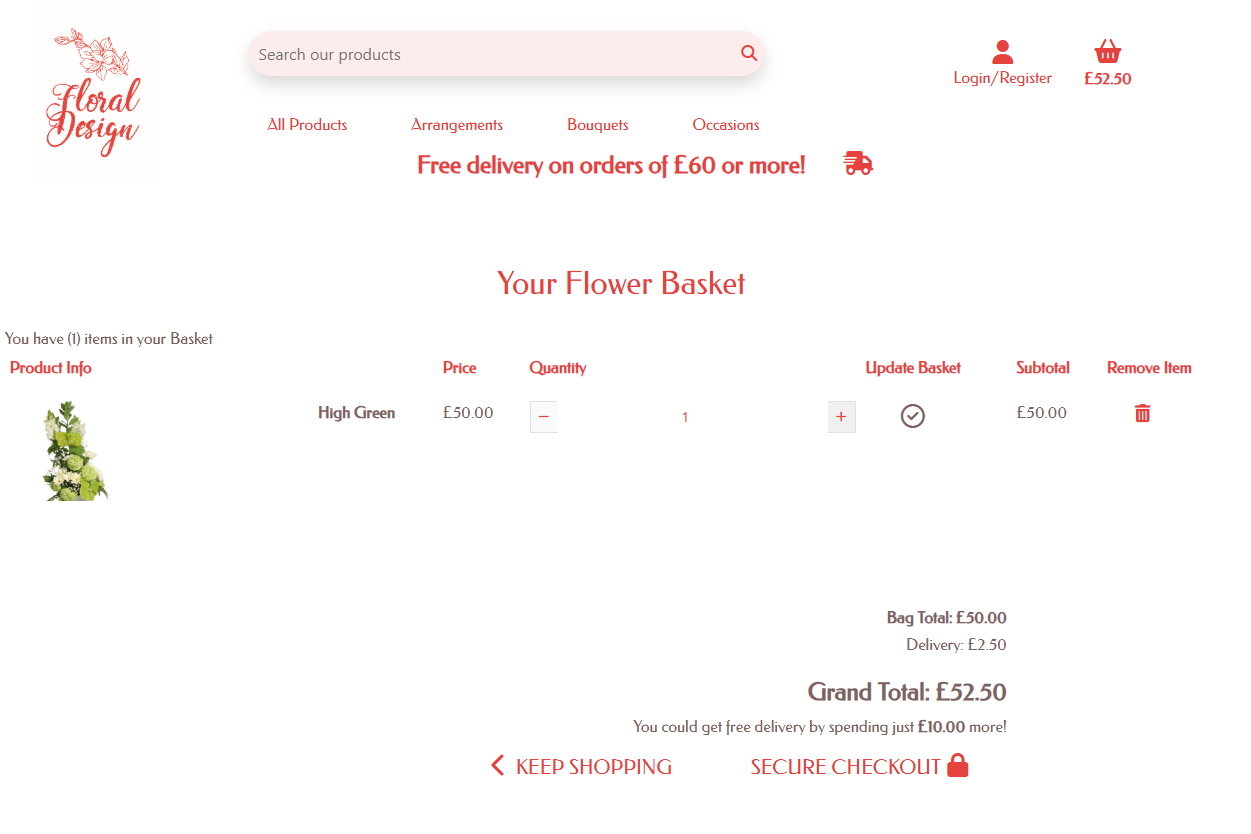 Floral
Design
Search our products
Login/Register
£52.50
All Products Arrangements Bouquets Occasions
Free delivery on orders of £60 or more!
Your Flower Basket
You have (1) items in your Basket
Product Info Price Quantity Update Basket Subtotal Remove Item
High Green £50.00 − 1 + £50.00
Bag Total: £50.00
Delivery: £2.50
Grand Total: £52.50
You could get free delivery by spending just £10.00 more!
KEEP SHOPPING SECURE CHECKOUT